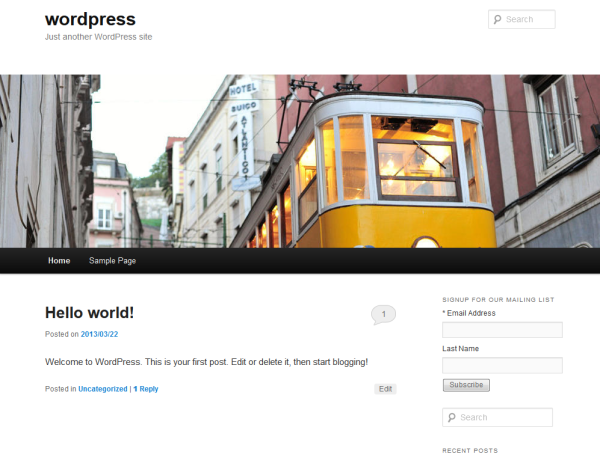 wordpress
Just another WordPress site
Search
HOTEL
SUICO
ATLANTICO
Home
Sample Page
Hello world!
1
Posted on 2013/03/22
Welcome to WordPress. This is your first post. Edit or delete it, then start blogging!
Posted in Uncategorized | 1 Reply
Edit
SIGNUP FOR OUR MAILING LIST
* Email Address
Last Name
Subscribe
Search
RECENT POSTS